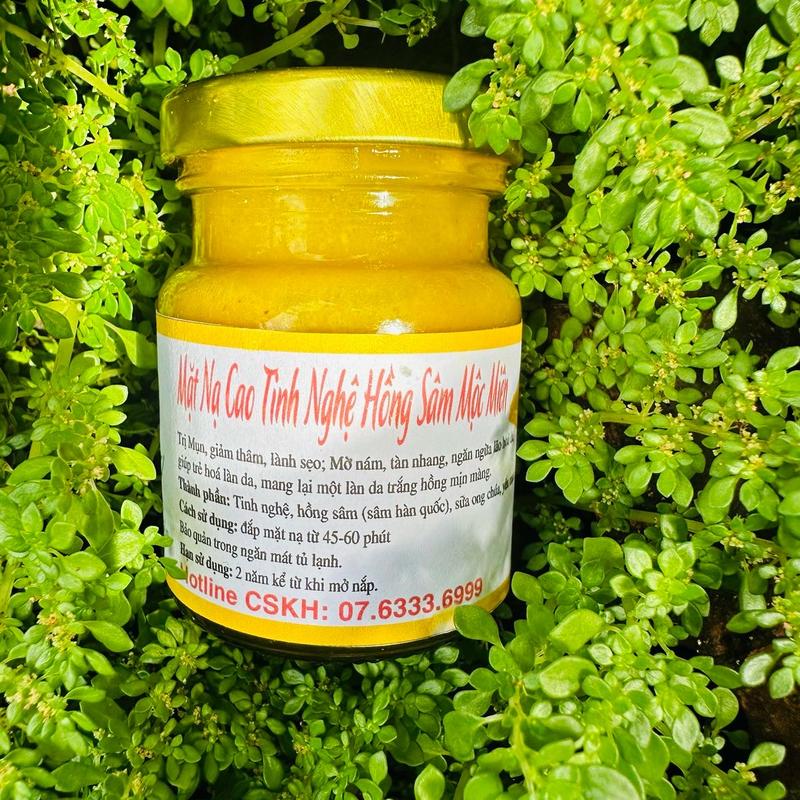 Mặt Nạ Cao Tinh Nghệ Hồng Sâm Mộc Miên
Trị Mụn, giảm thâm, lành sẹo; Mờ nám, tàn nhang, ngăn ngừa lão
giúp trẻ hoá làn da, mang lại một làn da trắng hồng mịn màng.
Thành phần: Tinh nghệ, hồng sâm (sâm hàn quốc), sữa ong chúa,
Cách sử dụng: đắp mặt nạ từ 45-60 phút
Bảo quản trong ngăn mát tủ lạnh.
Hạn sử dụng: 2 năm kể từ khi mở nắp.
Hotline CSKH: 07.6333.6999